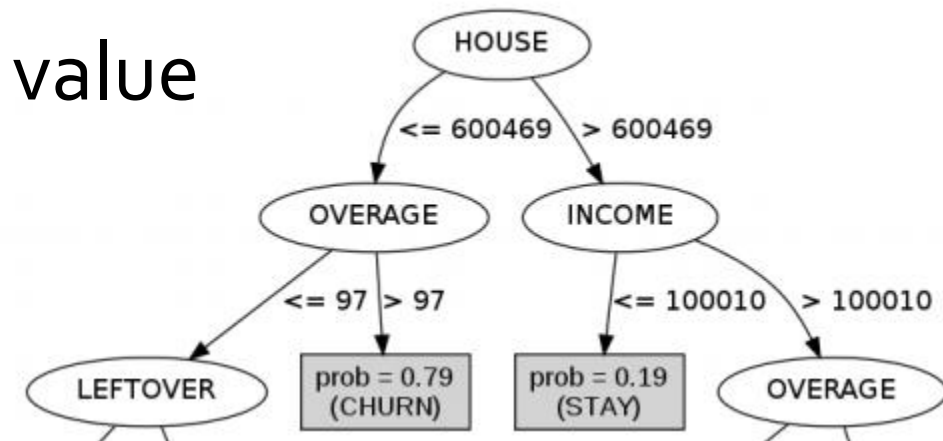 value
HOUSE
<= 600469
> 600469
OVERAGE
INCOME
<= 97
> 97
<= 100010
> 100010
LEFTOVER
prob = 0.79
(CHURN)
prob = 0.19
(STAY)
OVERAGE